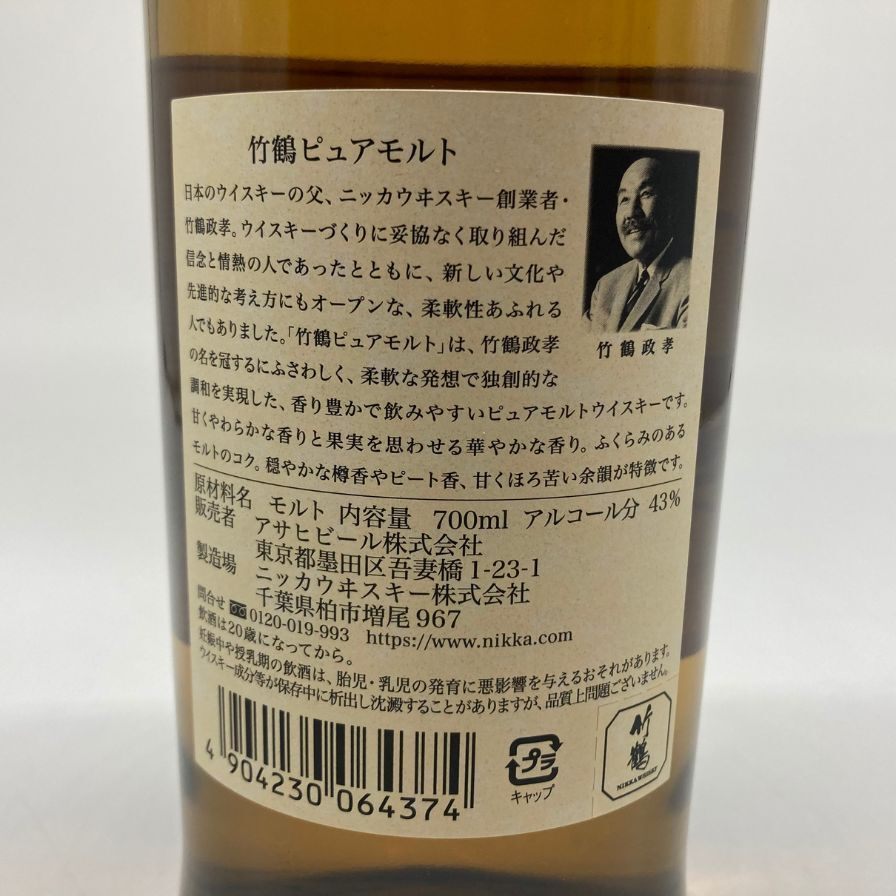 竹鶴ピュアモルト
日本のウイスキーの父、ニッカウヰスキー創業者・
竹鶴政孝。ウイスキーづくりに妥協なく取り組んだ
信念と情熱の人であったとともに、新しい文化や
先進的な考え方にもオープンな、柔軟性あふれる
人でもありました。「竹鶴ピュアモルト」は、竹鶴政孝
の名を冠するにふさわしく、柔軟な発想で独創的な
調和を実現した、香り豊かで飲みやすいピュアモルトウイスキーです。
甘くやわらかな香りと果実を思わせる華やかな香り。ふくらみのある
モルトのコク。穏やかな樽香やピート香、甘くほろ苦い余韻が特徴です。
竹鶴政孝
原材料名 モルト 内容量 700ml アルコール分 43%
販売者 アサヒビール株式会社
東京都墨田区吾妻橋1-23-1
製造場 ニッカウヰスキー株式会社
千葉県柏市増尾967
問合せ 0120-019-993 https://www.nikka.com
飲酒は20歳になってから。
妊娠中や授乳期の飲酒は、胎児・乳児の発育に悪影響を与えるおそれがあります。
ウイスキー成分等が保存中に析出し沈澱することがありますが、品質上問題ございません。
4 904230 064374
プラ
キャップ
竹鶴
NIKKA WHISKY